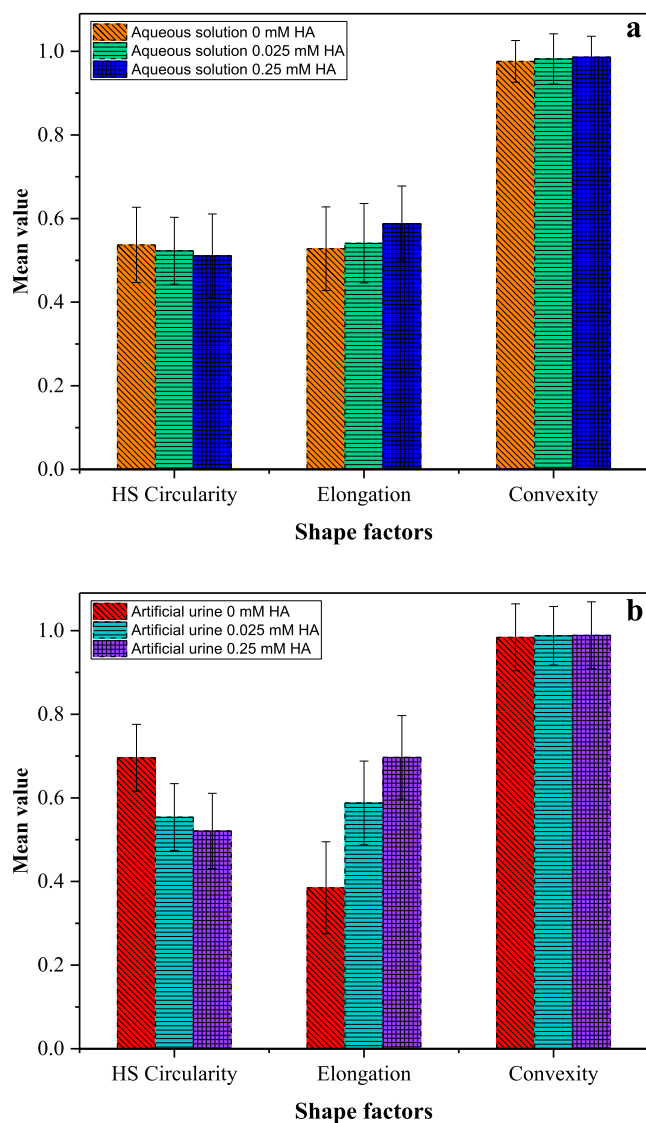 a
Aqueous solution 0 mM HA
Aqueous solution 0.025 mM HA
Aqueous solution 0.25 mM HA
1.0
0.8
0.6
0.4
0.2
0.0
Mean value
HS Circularity Elongation Convexity
Shape factors
b
Artificial urine 0 mM HA
Artificial urine 0.025 mM HA
Artificial urine 0.25 mM HA
1.0
0.8
0.6
0.4
0.2
0.0
Mean value
HS Circularity Elongation Convexity
Shape factors